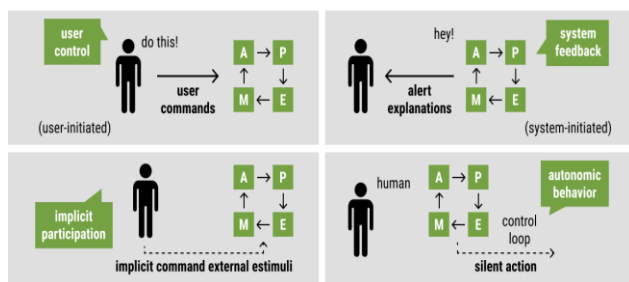 user
control
do this!
A
P
M
E
user
commands
(user-initiated)
hey!
A
P
M
E
system
feedback
alert
explanations
(system-initiated)
implicit
participation
A
P
M
E
implicit command external estimuli
human
A
P
M
E
autonomic
behavior
control
loop
silent action